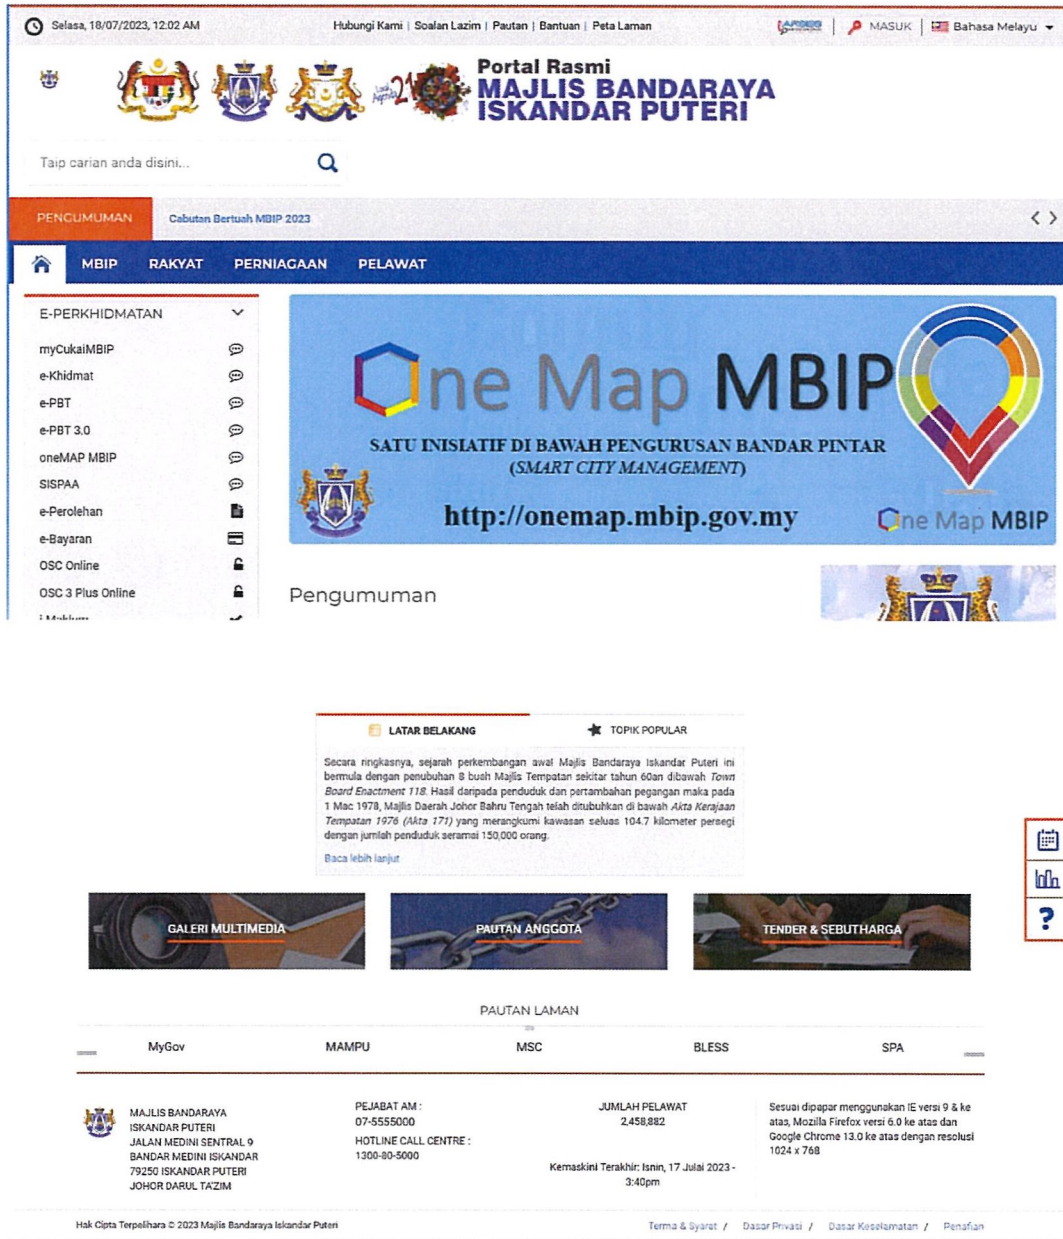 Selasa, 18/07/2023, 12:02 AM
Hubungi Kami | Soalan Lazim | Pautan | Bantuan | Peta Laman
MASUK | Bahasa Melayu
Portal Rasmi
MAJLIS BANDARAYA
ISKANDAR PUTERI
Taip carian anda disini...
PENGUMUMAN
Cabutan Bertuah MBIP 2023
MBIP RAKYAT PERNIAGAAN PELAWAT
E-PERKHIDMATAN
myCukaiMBIP
e-Khidmat
e-PBT
e-PBT 3.0
oneMAP MBIP
SISPAA
e-Perolehan
e-Bayaran
OSC Online
OSC 3 Plus Online
One Map MBIP
SATU INISIATIF DI BAWAH PENGURUSAN BANDAR PINTAR
(SMART CITY MANAGEMENT)
http://onemap.mbip.gov.my
One Map MBIP
Pengumuman
LATAR BELAKANG
TOPIK POPULAR
Secara ringkasnya, sejarah perkembangan awal Majlis Bandaraya Iskandar Puteri ini
bermula dengan penubuhan 8 buah Majlis Tempatan sekitar tahun 60an dibawah Town
Board Enactment 118. Hasil daripada penduduk dan pertambahan pegangan maka pada
1 Mac 1978, Majlis Daerah Johor Bahru Tengah telah ditubuhkan di bawah Akta Kerajaan
Tempatan 1976 (Akta 171) yang merangkumi kawasan seluas 104.7 kilometer persegi
dengan jumlah penduduk seramai 150,000 orang.
Baca lebih lanjut
GALERI MULTIMEDIA
PAUTAN ANGGOTA
TENDER & SEBUTHARGA
PAUTAN LAMAN
MyGov MAMPU MSC BLESS SPA
MAJLIS BANDARAYA
ISKANDAR PUTERI
JALAN MEDINI SENTRAL 9
BANDAR MEDINI ISKANDAR
79250 ISKANDAR PUTERI
JOHOR DARUL TA'ZIM
PEJABAT AM :
07-5555000
HOTLINE CALL CENTRE :
1300-80-5000
JUMLAH PELAWAT
2,458,882
Kemaskini Terakhir: Isnin, 17 Julai 2023 -
3:40pm
Sesuai dipapar menggunakan IE versi 9 & ke
atas, Mozilla Firefox versi 6.0 ke atas dan
Google Chrome 13.0 ke atas dengan resolusi
1024 x 768
Hak Cipta Terpelihara © 2023 Majlis Bandaraya Iskandar Puteri
Terma & Syarat / Dasar Privasi / Dasar Keselamatan / Penafian